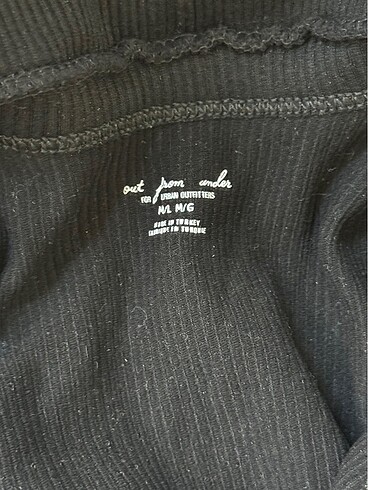 out from under
FOR URBAN OUTFITTERS
M/L M/G
MADE IN TURKEY
FABRIQUÉ EN TURQUIE